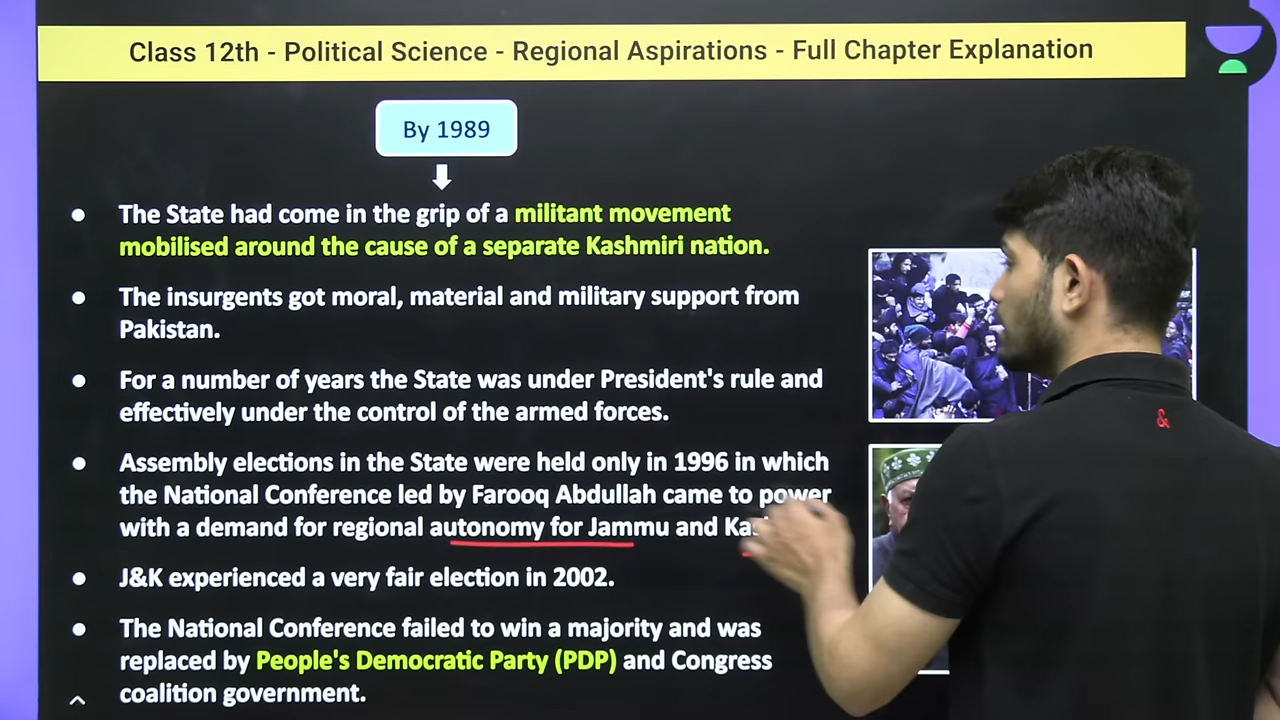 Class 12th - Political Science - Regional Aspirations - Full Chapter Explanation
By 1989
The State had come in the grip of a militant movement
mobilised around the cause of a separate Kashmiri nation.
The insurgents got moral, material and military support from
Pakistan.
For a number of years the State was under President's rule and
effectively under the control of the armed forces.
Assembly elections in the State were held only in 1996 in which
the National Conference led by Farooq Abdullah came to power
with a demand for regional autonomy for Jammu and
J&K experienced a very fair election in 2002.
The National Conference failed to win a majority and was
replaced by People's Democratic Party (PDP) and Congress
coalition government.
&